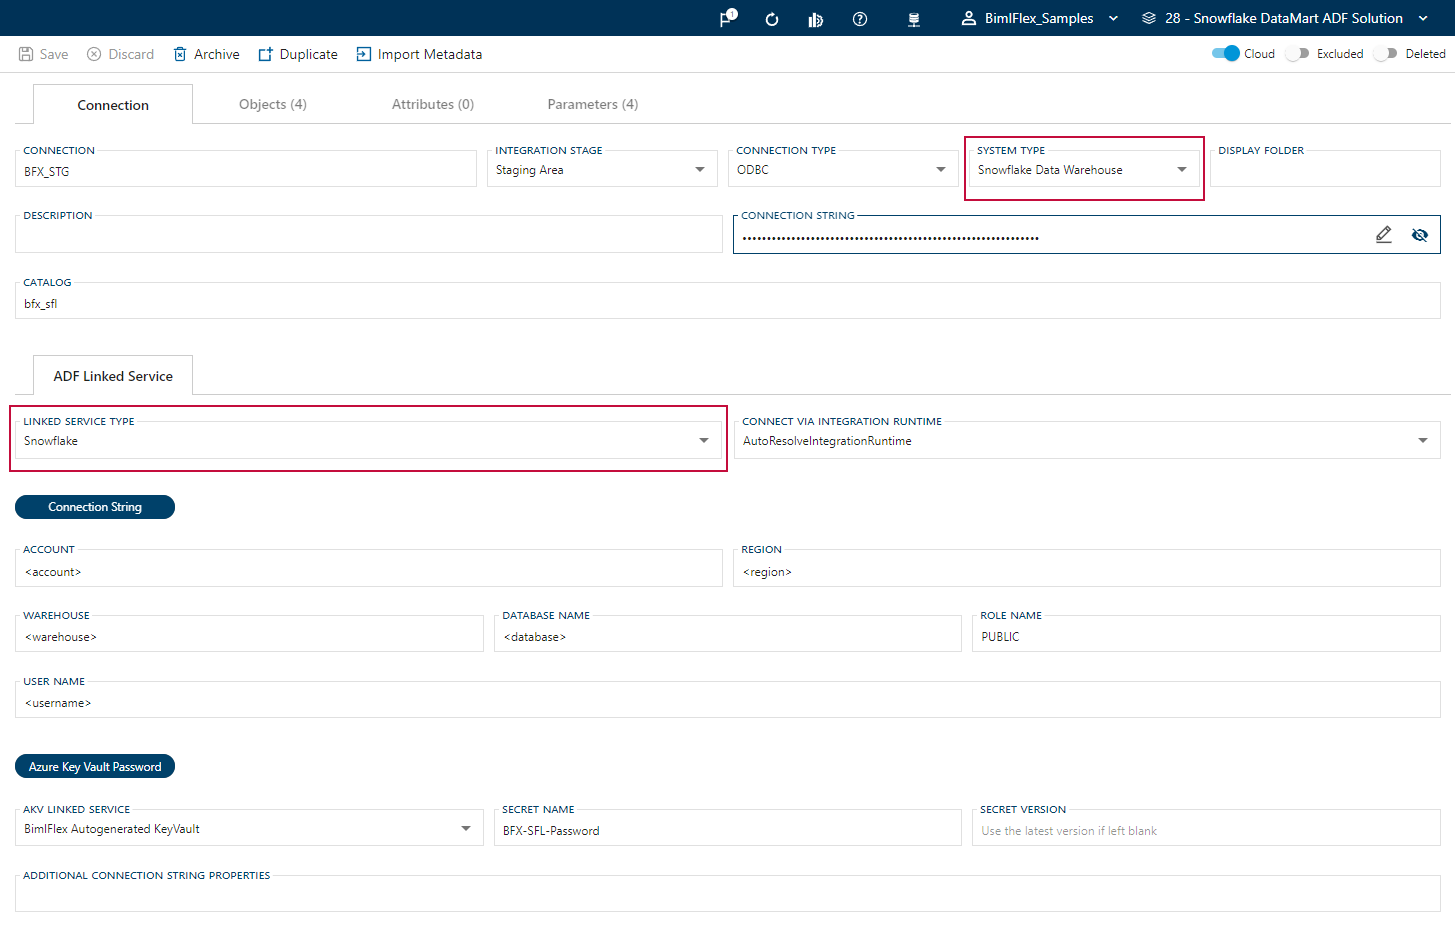 1 BimlFlex_Samples 28 - Snowflake DataMart ADF Solution
Save Discard Archive Duplicate Import Metadata Cloud Excluded Deleted
Connection Objects (4) Attributes (0) Parameters (4)
CONNECTION INTEGRATION STAGE CONNECTION TYPE SYSTEM TYPE DISPLAY FOLDER
BFX_STG Staging Area ODBC Snowflake Data Warehouse
DESCRIPTION CONNECTION STRING
CATALOG
bfx_sfl
ADF Linked Service
LINKED SERVICE TYPE CONNECT VIA INTEGRATION RUNTIME
Snowflake AutoResolveIntegrationRuntime
Connection String
ACCOUNT REGION
<account> <region>
WAREHOUSE DATABASE NAME ROLE NAME
<warehouse> <database> PUBLIC
USER NAME
<username>
Azure Key Vault Password
AKV LINKED SERVICE SECRET NAME SECRET VERSION
BimlFlex Autogenerated KeyVault BFX-SFL-Password Use the latest version if left blank
ADDITIONAL CONNECTION STRING PROPERTIES